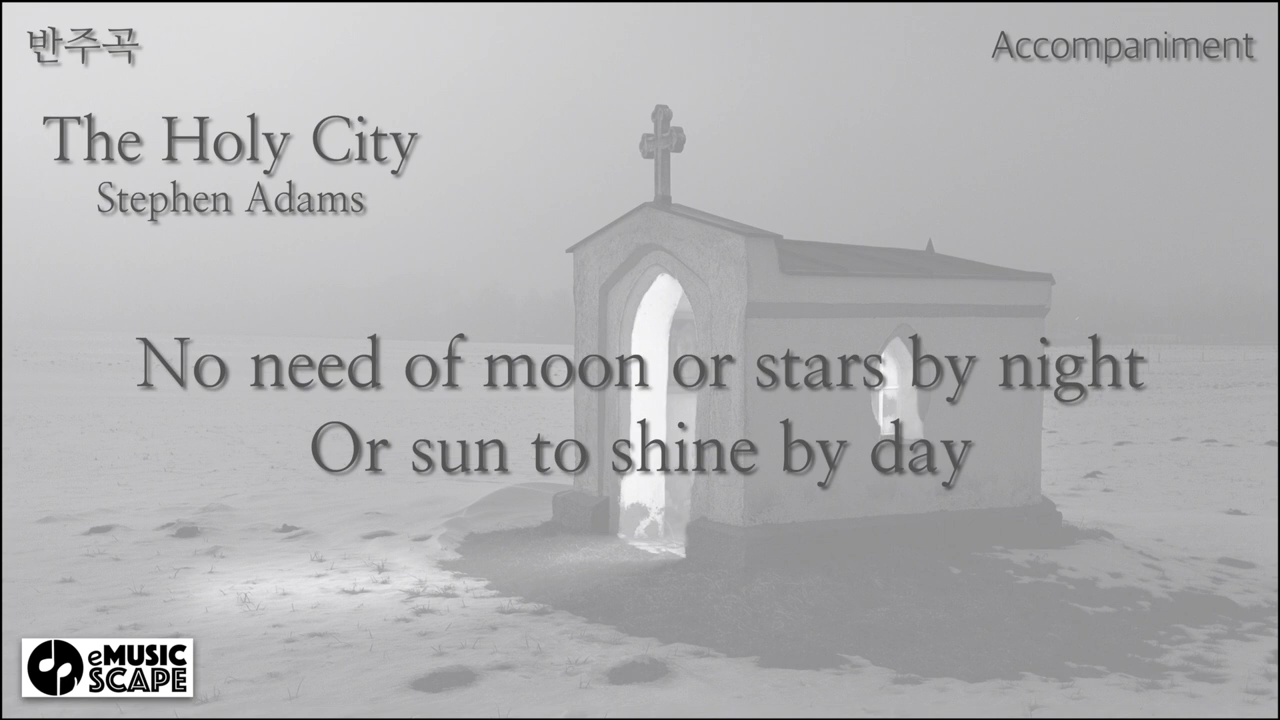 반주곡
Accompaniment
The Holy City
Stephen Adams
No need of moon or stars by night
Or sun to shine by day
eMUSIC
SCAPE